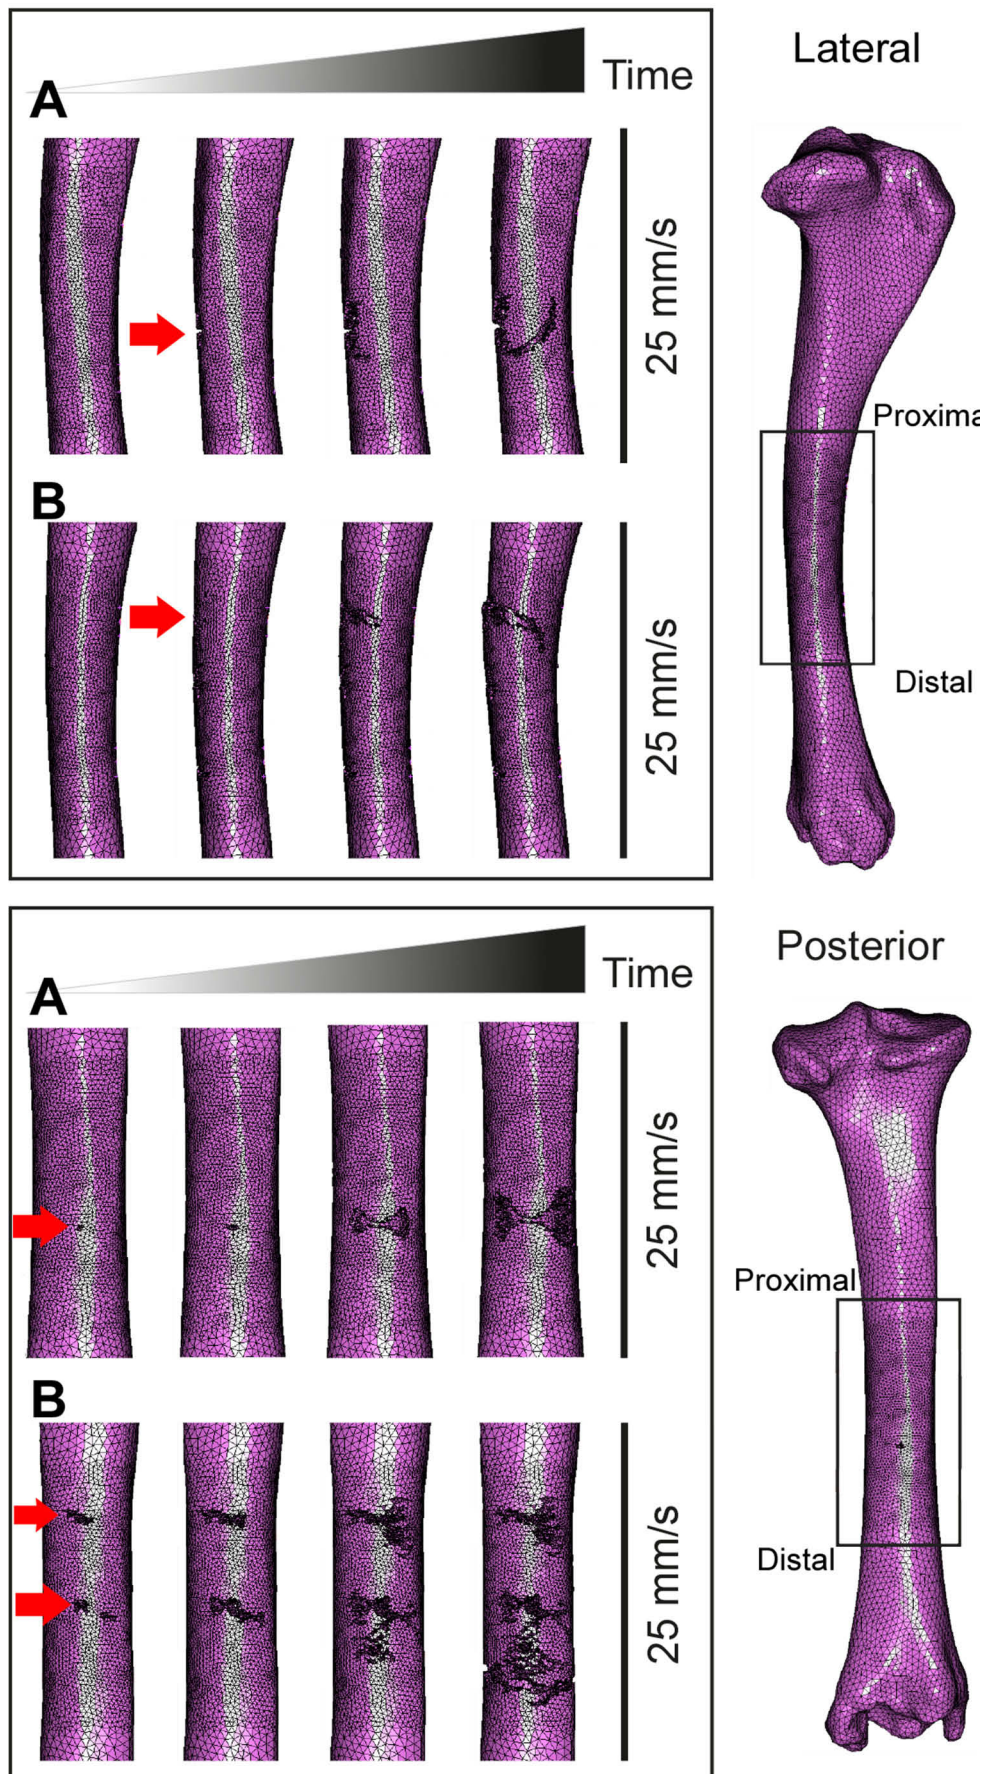 Time
Lateral
A
25 mm/s
Proxima
B
25 mm/s
Distal
Time
Posterior
A
25 mm/s
Proximal
B
25 mm/s
Distal